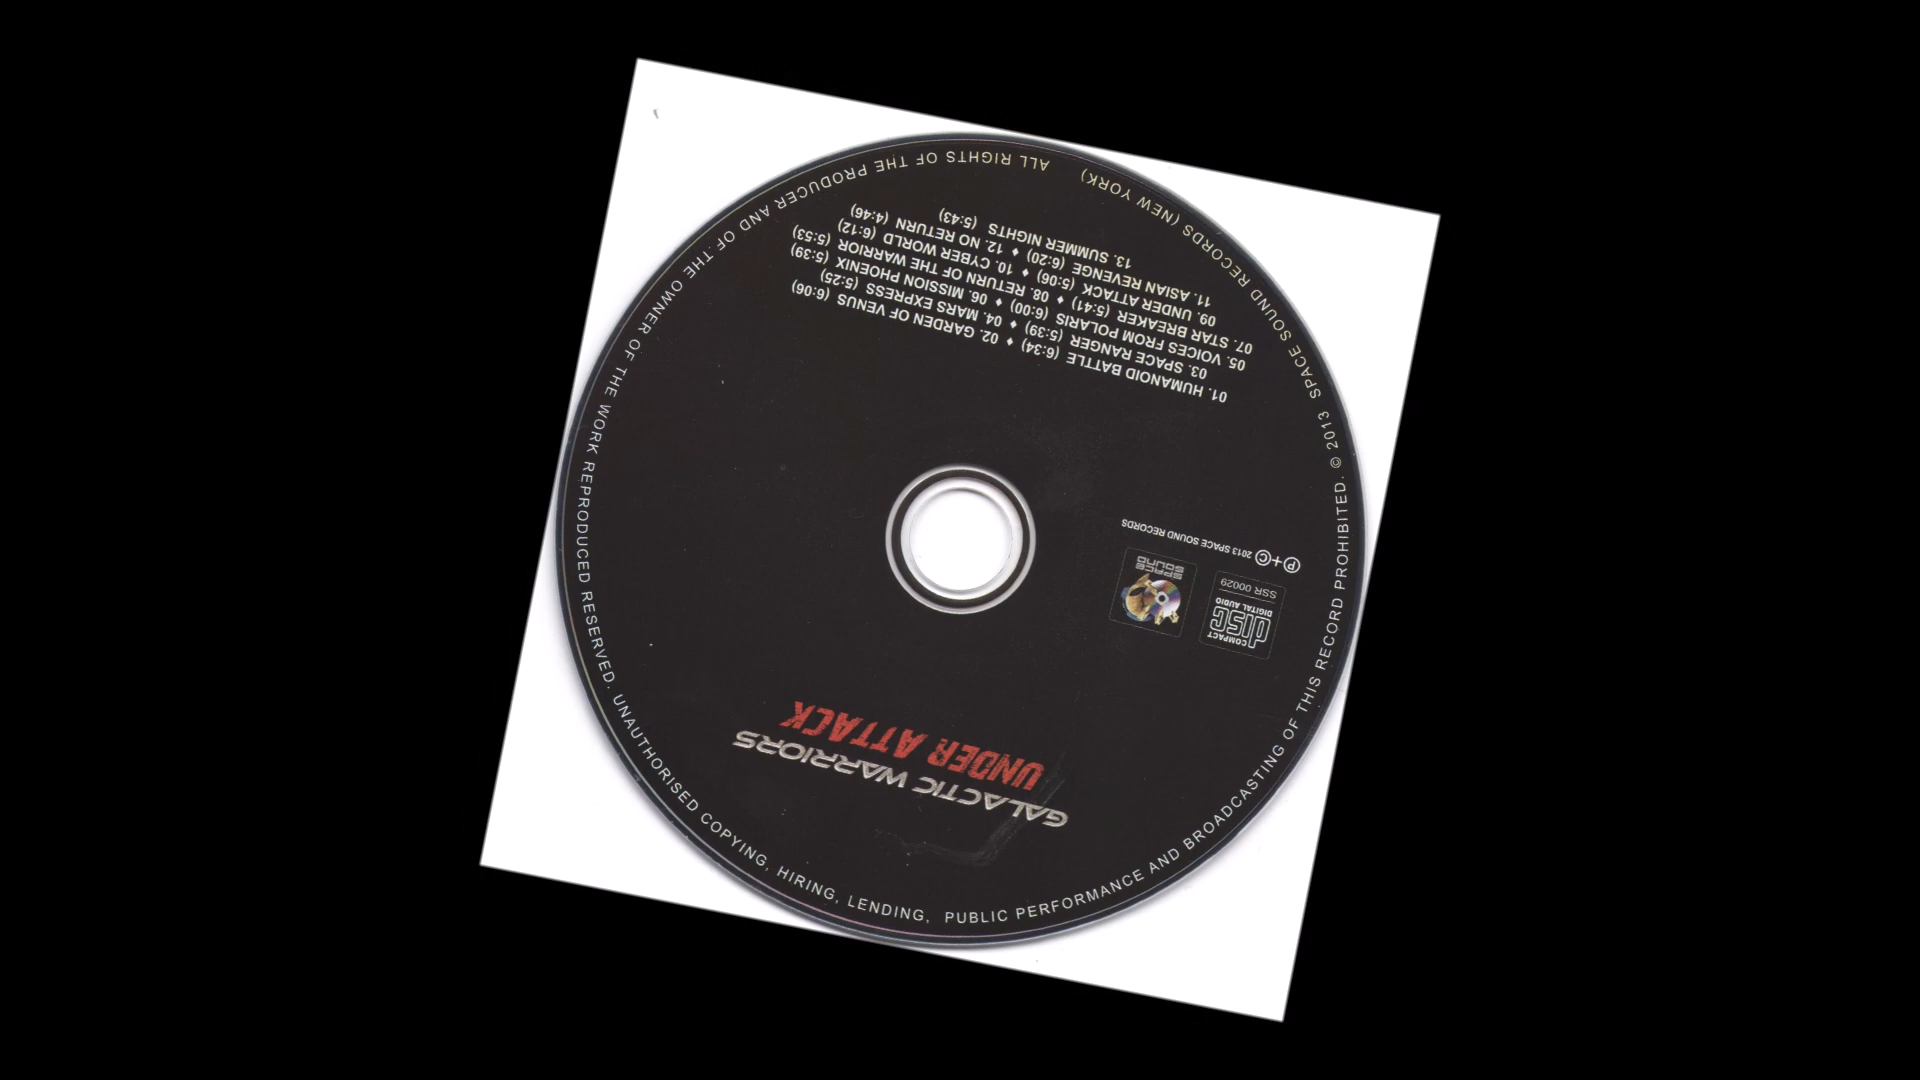 GALACTIC WARRIORS
UNDER ATTACK
COMPACT
disc
DIGITAL AUDIO
SSR 00029
SPACE
SOUND
Ⓟ+© 2013 SPACE SOUND RECORDS
01. HUMANOID BATTLE (6:34) ♦ 02. GARDEN OF VENUS (6:06)
03. SPACE RANGER (5:39) ♦ 04. MARS EXPRESS (5:25)
05. VOICES FROM POLARIS (6:00) ♦ 06. MISSION PHOENIX (5:39)
07. STAR BREAKER (5:41) ♦ 08. RETURN OF THE WARRIOR (5:53)
09. UNDER ATTACK (5:06) ♦ 10. CYBER WORLD (6:12)
11. ASIAN REVENGE (6:20) ♦ 12. NO RETURN (4:46)
13. SUMMER NIGHTS (5:43)
ALL RIGHTS OF THE PRODUCER AND OF THE OWNER OF THE WORK REPRODUCED RESERVED. UNAUTHORISED COPYING, HIRING, LENDING, PUBLIC PERFORMANCE AND BROADCASTING OF THIS RECORD PROHIBITED. © 2013 SPACE SOUND RECORDS (NEW YORK)